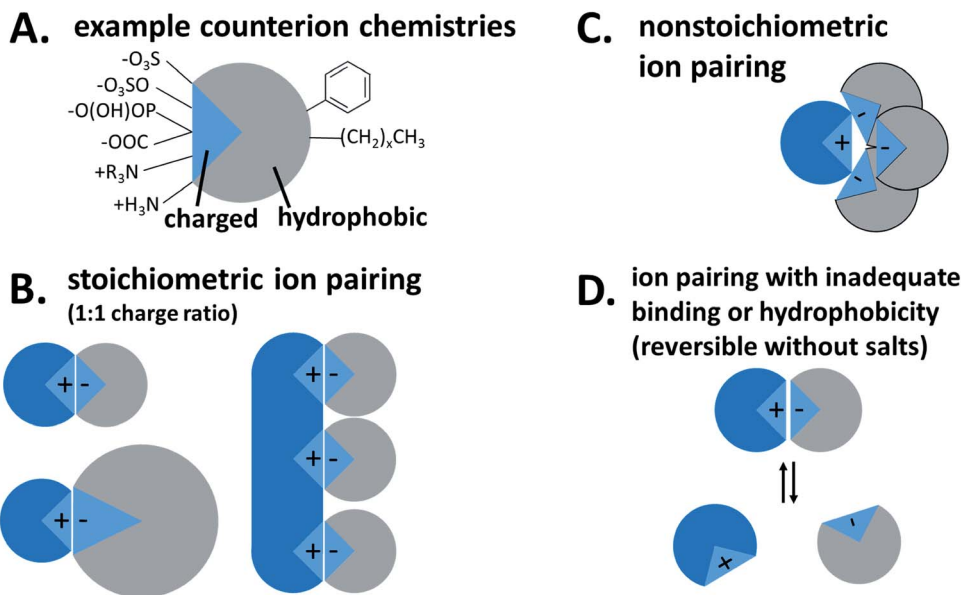 A. example counterion chemistries
-O₃S
-O₃SO
-O(OH)OP
-OOC
+R₃N
+H₃N
(CH₂)ₓCH₃
charged
hydrophobic
B. stoichiometric ion pairing
(1:1 charge ratio)
+ -
+ -
+ -
+ -
+ -
C. nonstoichiometric
ion pairing
-
+ -
-
D. ion pairing with inadequate
binding or hydrophobicity
(reversible without salts)
+ -
+
-